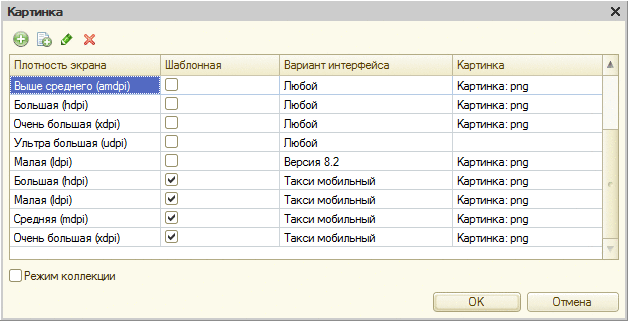 Картинка
Плотность экрана Шаблонная Вариант интерфейса Картинка
Выше среднего (amdpi) Любой Картинка: png
Большая (hdpi) Любой Картинка: png
Очень большая (xdpi) Любой Картинка: png
Ультра большая (udpi) Любой
Малая (ldpi) Версия 8.2 Картинка: png
Большая (hdpi) Такси мобильный Картинка: png
Малая (ldpi) Такси мобильный Картинка: png
Средняя (mdpi) Такси мобильный Картинка: png
Очень большая (xdpi) Такси мобильный Картинка: png
Режим коллекции
OK Отмена